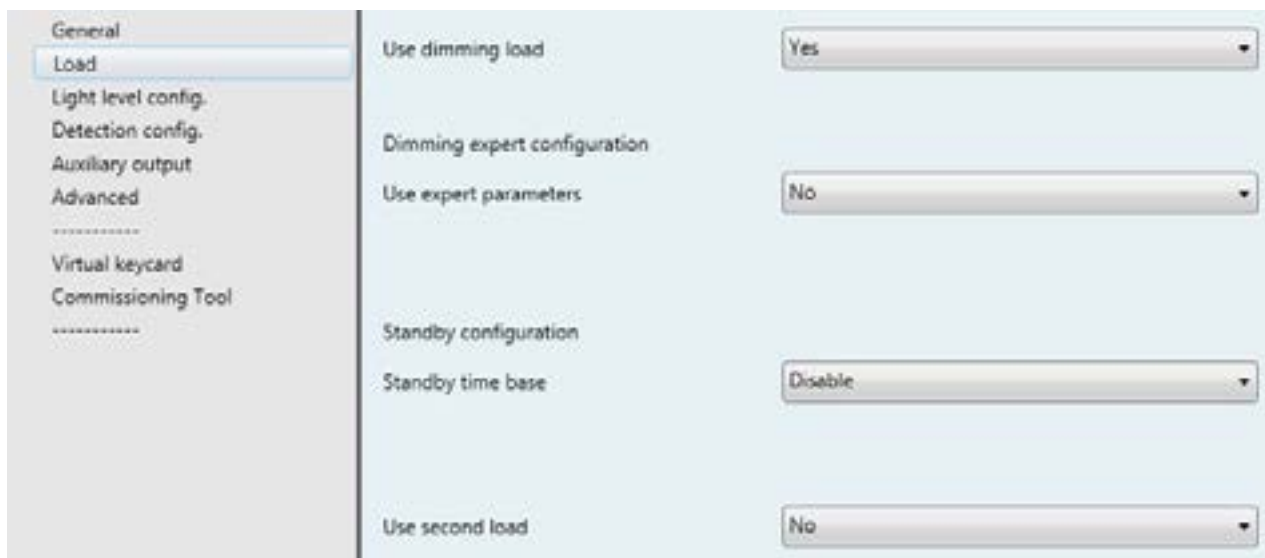 General
Load
Light level config.
Detection config.
Auxiliary output
Advanced
-----------
Virtual keycard
Commissioning Tool
-----------
Use dimming load Yes
Dimming expert configuration
Use expert parameters No
Standby configuration
Standby time base Disable
Use second load No